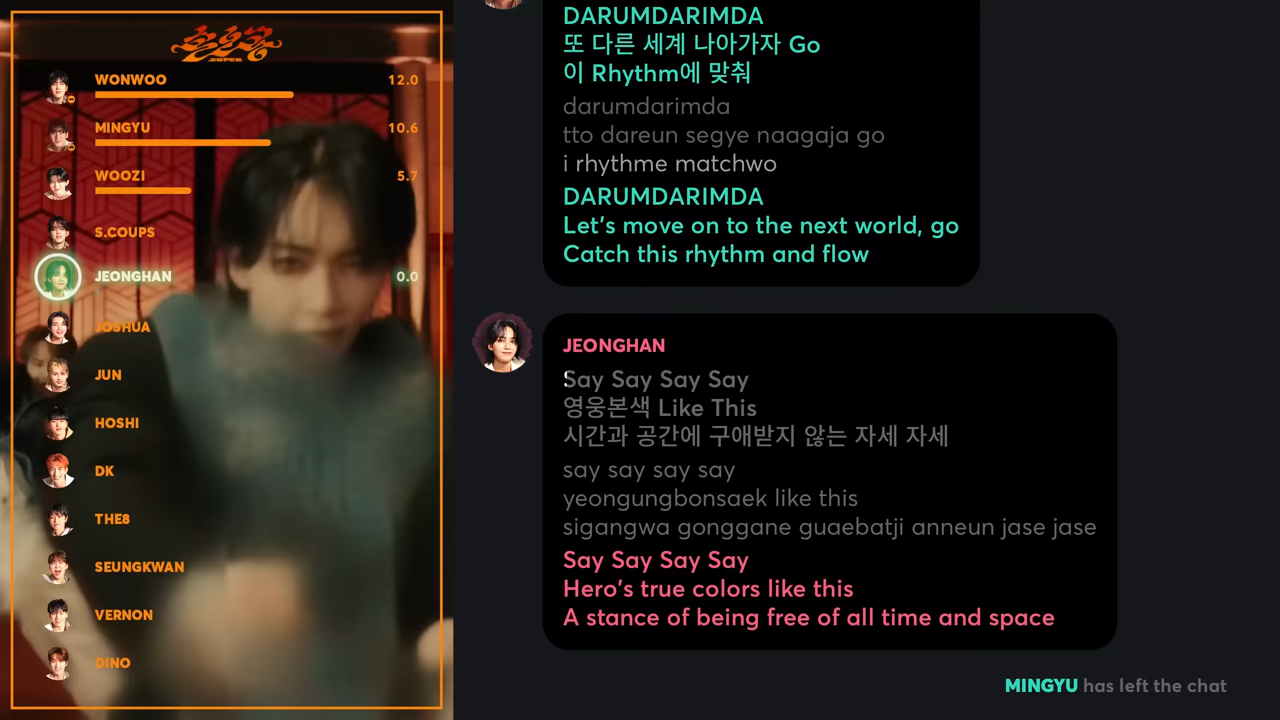 손오공
SUPER
WONWOO 12.0
MINGYU 10.6
WOOZI 5.7
S.COUPS
JEONGHAN 0.0
JOSHUA
JUN
HOSHI
DK
THE8
SEUNGKWAN
VERNON
DINO
DARUMDARIMDA
또 다른 세계 나아가자 Go
이 Rhythm에 맞춰
darumdarimda
tto dareun segye naagaja go
i rhythme matchwo
DARUMDARIMDA
Let's move on to the next world, go
Catch this rhythm and flow
JEONGHAN
Say Say Say Say
영웅본색 Like This
시간과 공간에 구애받지 않는 자세 자세
say say say say
yeongungbonsaek like this
sigangwa gonggane guaebatji anneun jase jase
Say Say Say Say
Hero's true colors like this
A stance of being free of all time and space
MINGYU has left the chat